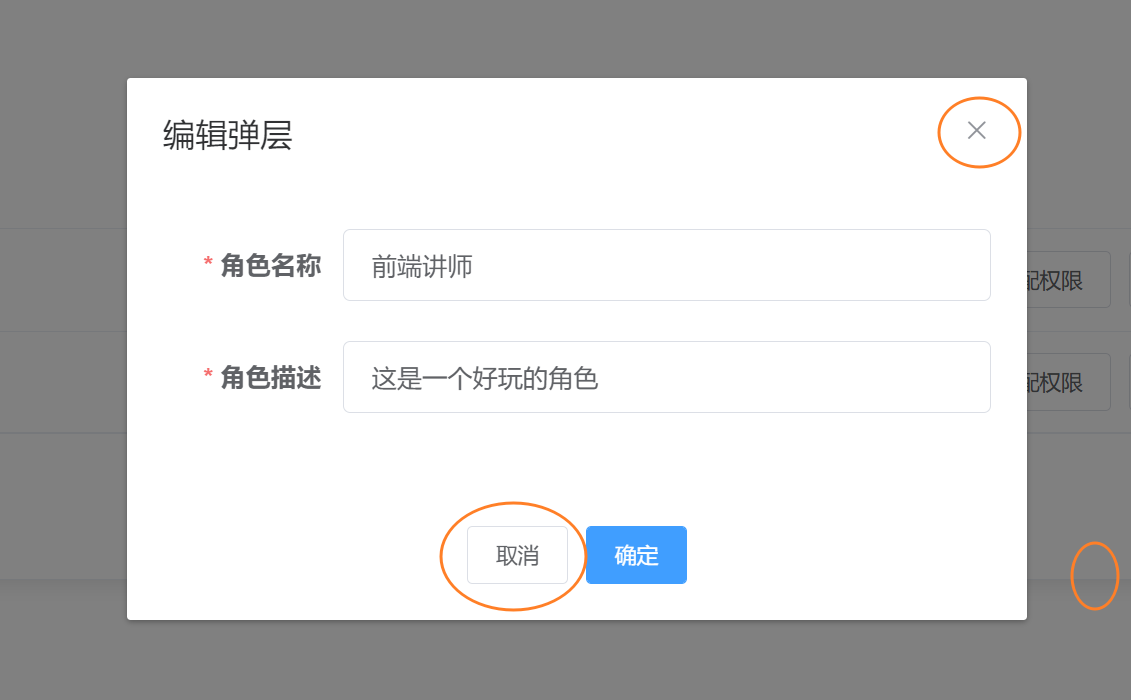 编辑弹层
* 角色名称
前端讲师
配权限
* 角色描述
这是一个好玩的角色
配权限
取消
确定